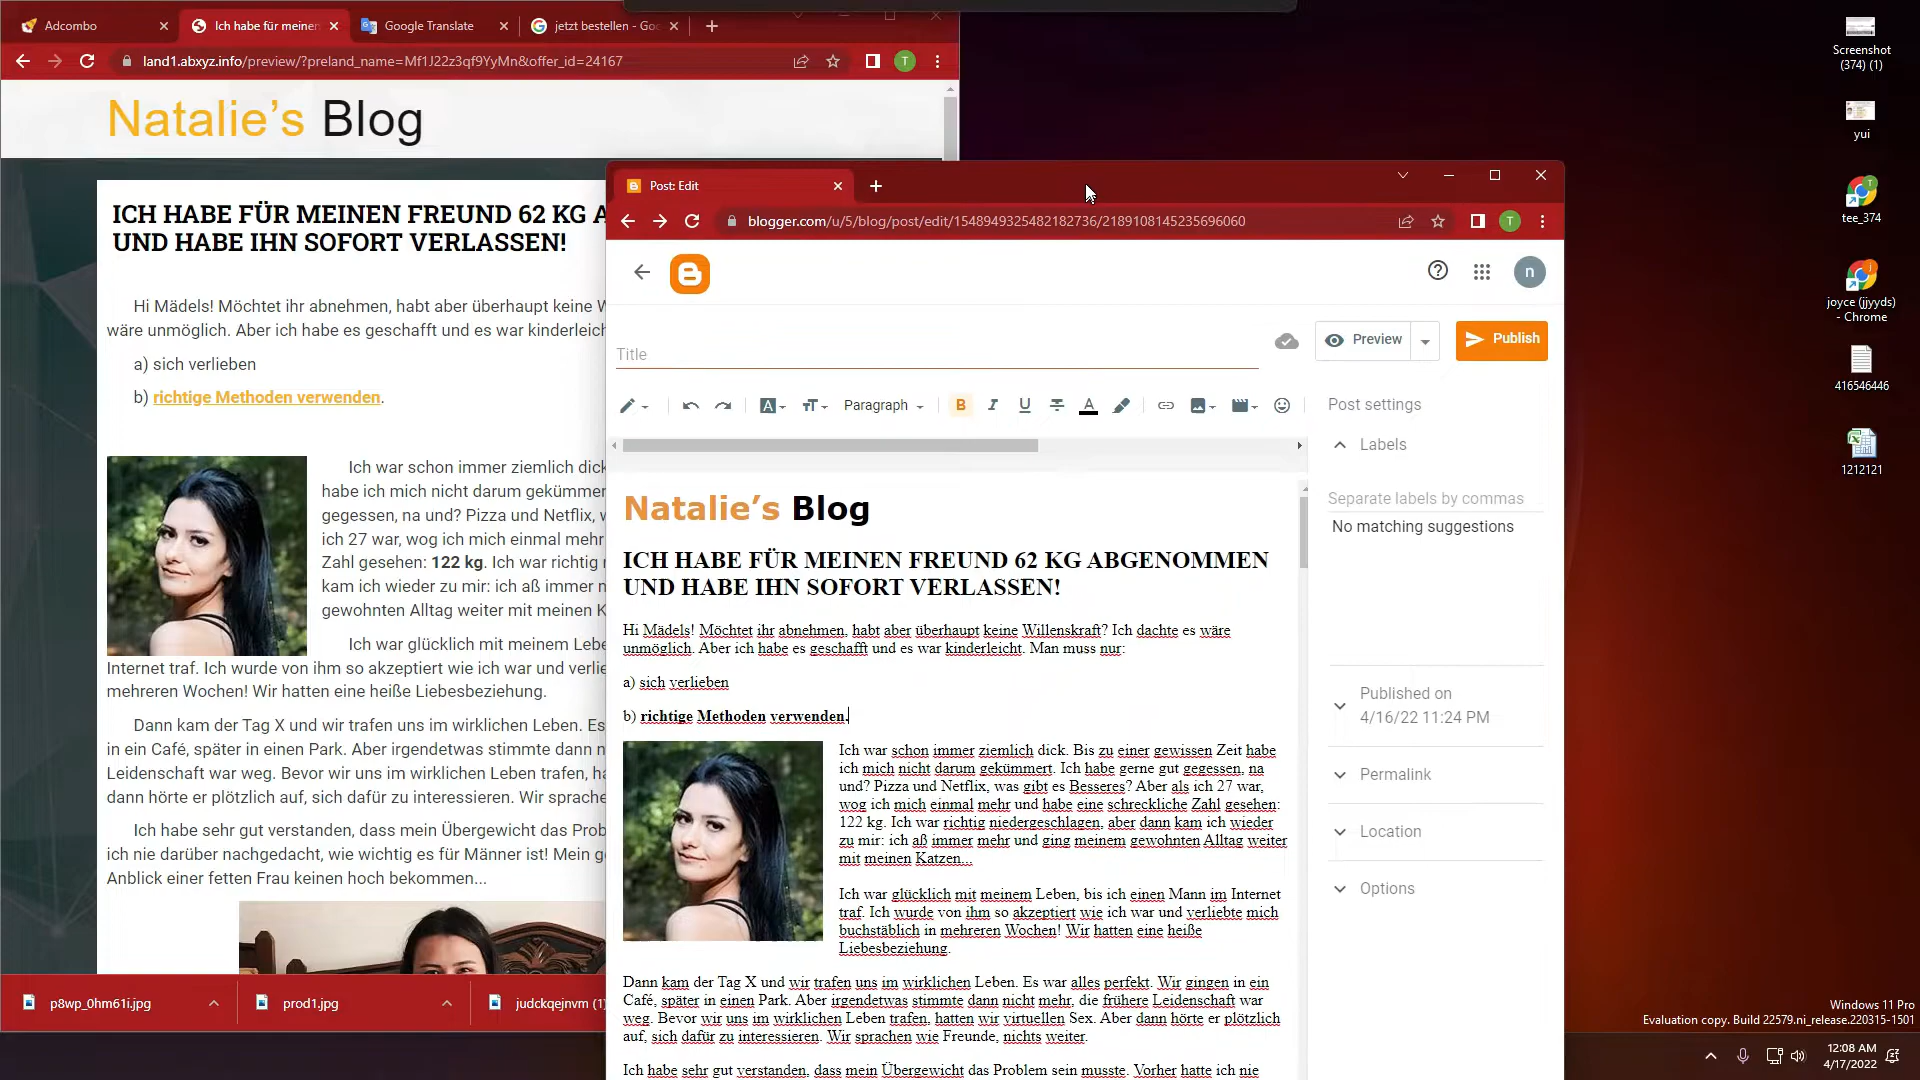 Adcombo
Ich habe für meinen
Google Translate
jetzt bestellen - Goo
land1.abxyz.info/preview/?preland_name=Mf1J22z3qf9YyMn&offer_id=24167
T
Natalie's Blog
ICH HABE FÜR MEINEN FREUND 62 KG A
UND HABE IHN SOFORT VERLASSEN!
Hi Mädels! Möchtet ihr abnehmen, habt aber überhaupt keine W
wäre unmöglich. Aber ich habe es geschafft und es war kinderleich
a) sich verlieben
b) richtige Methoden verwenden.
Ich war schon immer ziemlich dick
habe ich mich nicht darum gekümmer
gegessen, na und? Pizza und Netflix, w
ich 27 war, wog ich mich einmal mehr
Zahl gesehen: 122 kg. Ich war richtig
kam ich wieder zu mir: ich aß immer
gewohnten Alltag weiter mit meinen K
Ich war glücklich mit meinem Lebe
Internet traf. Ich wurde von ihm so akzeptiert wie ich war und verlie
mehreren Wochen! Wir hatten eine heiße Liebesbeziehung.
Dann kam der Tag X und wir trafen uns im wirklichen Leben. Es
in ein Café, später in einen Park. Aber irgendetwas stimmte dann n
Leidenschaft war weg. Bevor wir uns im wirklichen Leben trafen, ha
dann hörte er plötzlich auf, sich dafür zu interessieren. Wir sprache
Ich habe sehr gut verstanden, dass mein Übergewicht das Prob
ich nie darüber nachgedacht, wie wichtig es für Männer ist! Mein ge
Anblick einer fetten Frau keinen hoch bekommen...
p8wp_0hm61i.jpg
prod1.jpg
judckqejnvm (1)
Post: Edit
blogger.com/u/5/blog/post/edit/1548949325482182736/2189108145235696060
T
n
Title
Preview
Publish
Paragraph
B I U A
Natalie's Blog
ICH HABE FÜR MEINEN FREUND 62 KG ABGENOMMEN
UND HABE IHN SOFORT VERLASSEN!
Hi Mädels! Möchtet ihr abnehmen, habt aber überhaupt keine Willenskraft? Ich dachte es wäre
unmöglich. Aber ich habe es geschafft und es war kinderleicht. Man muss nur:
a) sich verlieben
b) richtige Methoden verwenden.
Ich war schon immer ziemlich dick. Bis zu einer gewissen Zeit habe
ich mich nicht darum gekümmert. Ich habe gerne gut gegessen, na
und? Pizza und Netflix, was gibt es Besseres? Aber als ich 27 war,
wog ich mich einmal mehr und habe eine schreckliche Zahl gesehen:
122 kg. Ich war richtig niedergeschlagen, aber dann kam ich wieder
zu mir: ich aß immer mehr und ging meinem gewohnten Alltag weiter
mit meinen Katzen...
Ich war glücklich mit meinem Leben, bis ich einen Mann im Internet
traf. Ich wurde von ihm so akzeptiert wie ich war und verliebte mich
buchstäblich in mehreren Wochen! Wir hatten eine heiße
Liebesbeziehung.
Dann kam der Tag X und wir trafen uns im wirklichen Leben. Es war alles perfekt. Wir gingen in ein
Café, später in einen Park. Aber irgendetwas stimmte dann nicht mehr, die frühere Leidenschaft war
weg. Bevor wir uns im wirklichen Leben trafen, hatten wir virtuellen Sex. Aber dann hörte er plötzlich
auf, sich dafür zu interessieren. Wir sprachen wie Freunde, nichts weiter.
Ich habe sehr gut verstanden, dass mein Übergewicht das Problem sein musste. Vorher hatte ich nie
Post settings
Labels
Separate labels by commas
No matching suggestions
Published on
4/16/22 11:24 PM
Permalink
Location
Options
Screenshot
(374) (1)
yui
tee_374
joyce (jjyyds)
- Chrome
416546446
1212121
Windows 11 Pro
Evaluation copy. Build 22579.ni_release.220315-1501
12:08 AM
4/17/2022